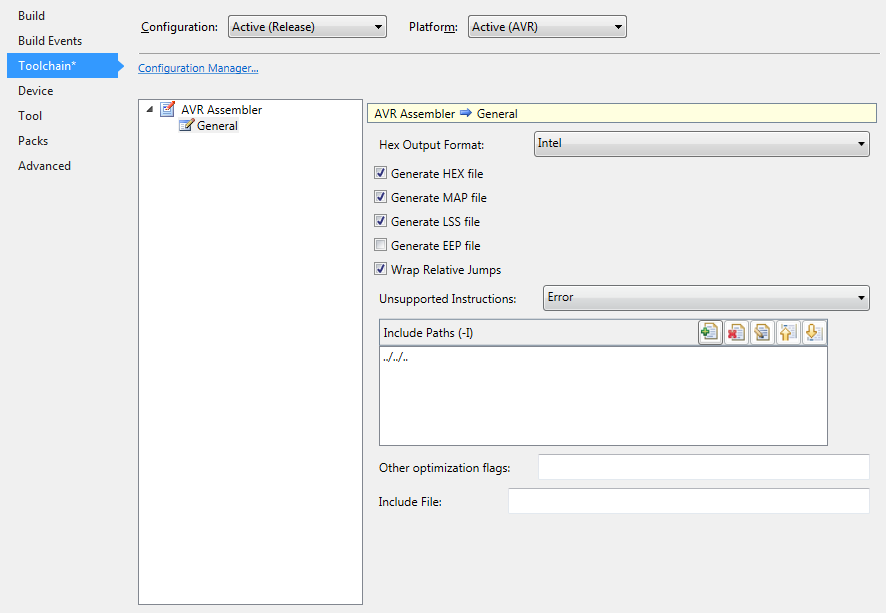 Build
Build Events
Toolchain*
Device
Tool
Packs
Advanced
Configuration: Active (Release) Platform: Active (AVR)
Configuration Manager...
AVR Assembler
General
AVR Assembler General
Hex Output Format: Intel
Generate HEX file
Generate MAP file
Generate LSS file
Generate EEP file
Wrap Relative Jumps
Unsupported Instructions: Error
Include Paths (-I)
../../..
Other optimization flags:
Include File: